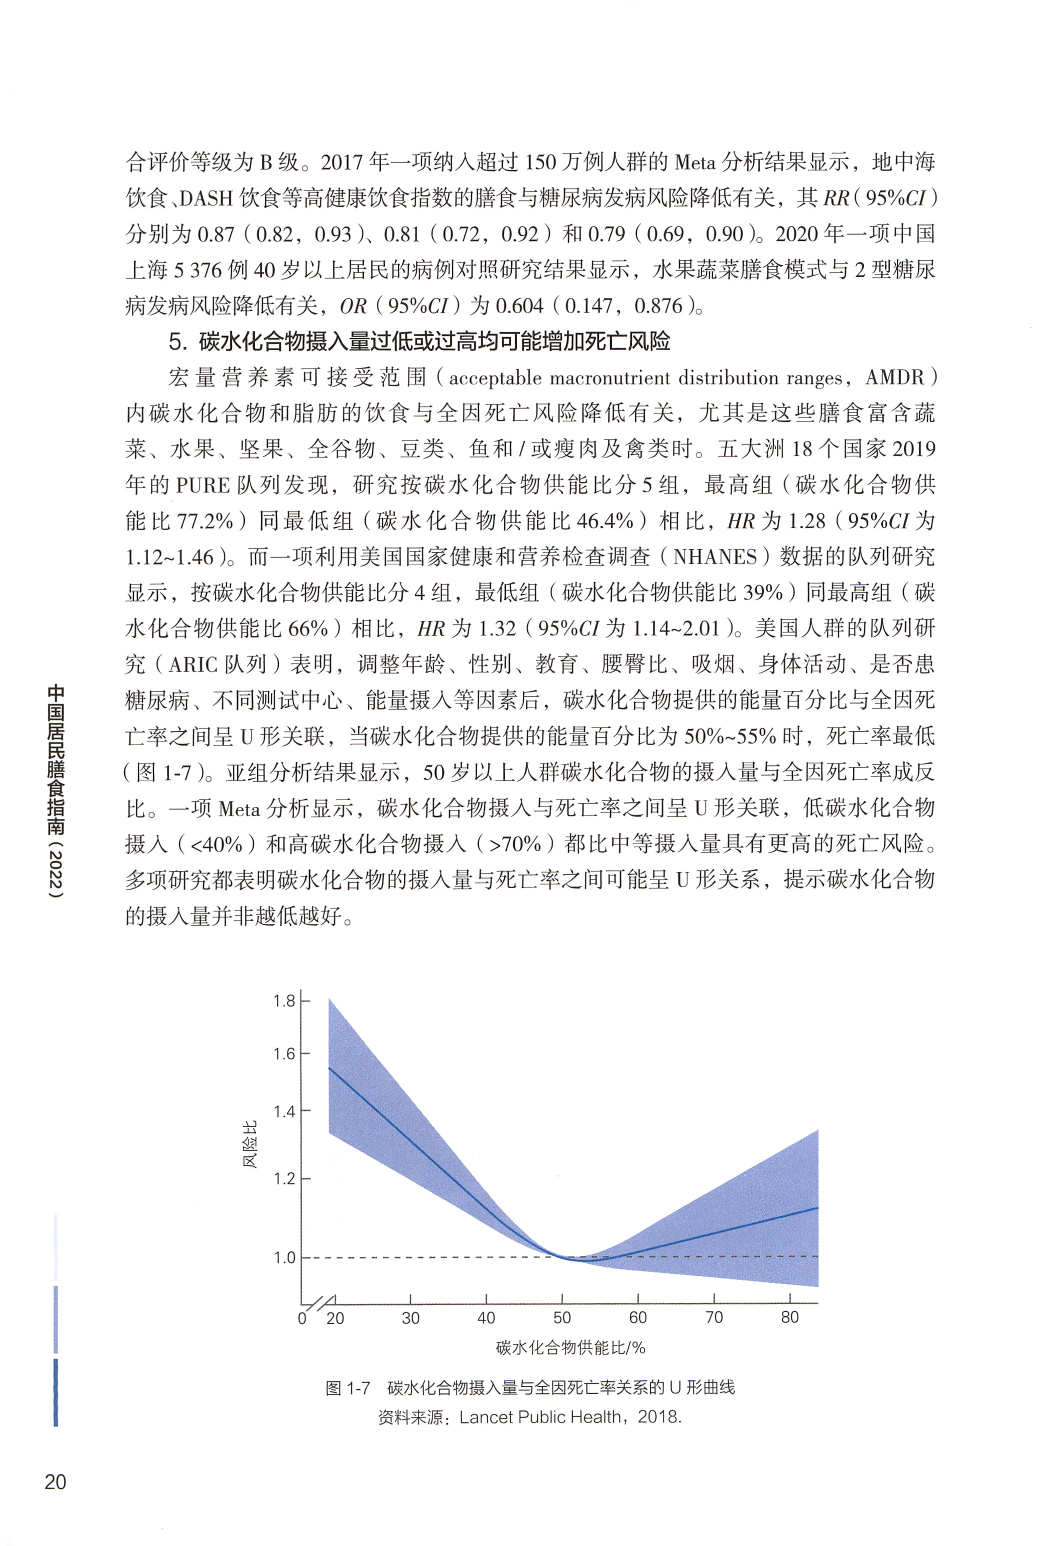 合评价等级为 B 级。2017 年一项纳入超过 150 万例人群的 Meta 分析结果显示，地中海
饮食、DASH 饮食等高健康饮食指数的膳食与糖尿病发病风险降低有关，其 RR（95%CI）
分别为 0.87（0.82，0.93）、0.81（0.72，0.92）和 0.79（0.69，0.90）。2020 年一项中国
上海 5 376 例 40 岁以上居民的病例对照研究结果显示，水果蔬菜膳食模式与 2 型糖尿
病发病风险降低有关，OR（95%CI）为 0.604（0.147，0.876）。
5. 碳水化合物摄入量过低或过高均可能增加死亡风险
宏量营养素可接受范围（acceptable macronutrient distribution ranges，AMDR）
内碳水化合物和脂肪的饮食与全因死亡风险降低有关，尤其是这些膳食富含蔬
菜、水果、坚果、全谷物、豆类、鱼和 / 或瘦肉及禽类时。五大洲 18 个国家 2019
年的 PURE 队列发现，研究按碳水化合物供能比分 5 组，最高组（碳水化合物供
能比 77.2%）同最低组（碳水化合物供能比 46.4%）相比，HR 为 1.28（95%CI 为
1.12~1.46）。而一项利用美国国家健康和营养检查调查（NHANES）数据的队列研究
显示，按碳水化合物供能比分 4 组，最低组（碳水化合物供能比 39%）同最高组（碳
水化合物供能比 66%）相比，HR 为 1.32（95%CI 为 1.14~2.01）。美国人群的队列研
究（ARIC 队列）表明，调整年龄、性别、教育、腰臀比、吸烟、身体活动、是否患
糖尿病、不同测试中心、能量摄入等因素后，碳水化合物提供的能量百分比与全因死
亡率之间呈 U 形关联，当碳水化合物提供的能量百分比为 50%~55% 时，死亡率最低
（图 1-7）。亚组分析结果显示，50 岁以上人群碳水化合物的摄入量与全因死亡率成反
比。一项 Meta 分析显示，碳水化合物摄入与死亡率之间呈 U 形关联，低碳水化合物
摄入（<40%）和高碳水化合物摄入（>70%）都比中等摄入量具有更高的死亡风险。
多项研究都表明碳水化合物的摄入量与死亡率之间可能呈 U 形关系，提示碳水化合物
的摄入量并非越低越好。
中国居民膳食指南（2022）
1.8
1.6
1.4
1.2
1.0
风险比
0 20 30 40 50 60 70 80
碳水化合物供能比/%
图 1-7 碳水化合物摄入量与全因死亡率关系的 U 形曲线
资料来源：Lancet Public Health，2018.
20